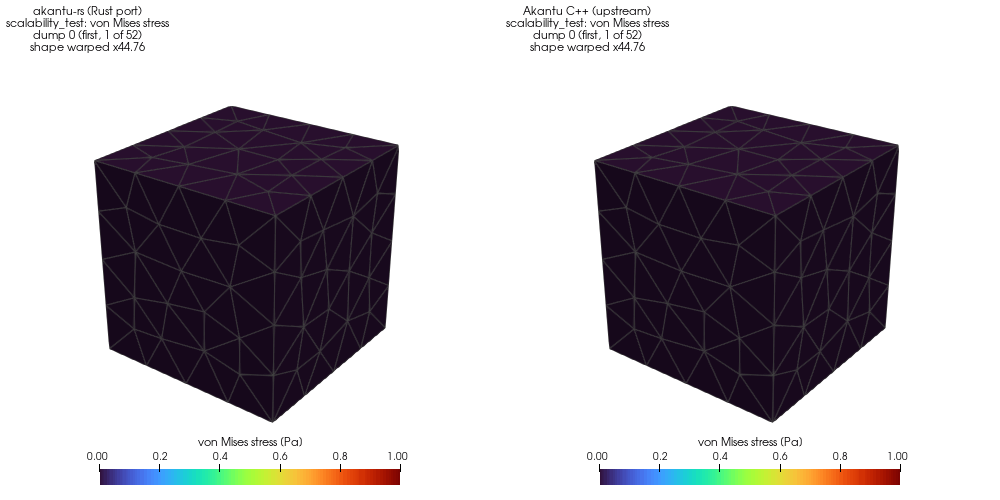 akantu-rs (Rust port)
scalability_test: von Mises stress
dump 0 (first, 1 of 52)
shape warped x44.76
Akantu C++ (upstream)
scalability_test: von Mises stress
dump 0 (first, 1 of 52)
shape warped x44.76
von Mises stress [Pa]
0.00 0.2 0.4 0.6 0.8 1.00
von Mises stress [Pa]
0.00 0.2 0.4 0.6 0.8 1.00